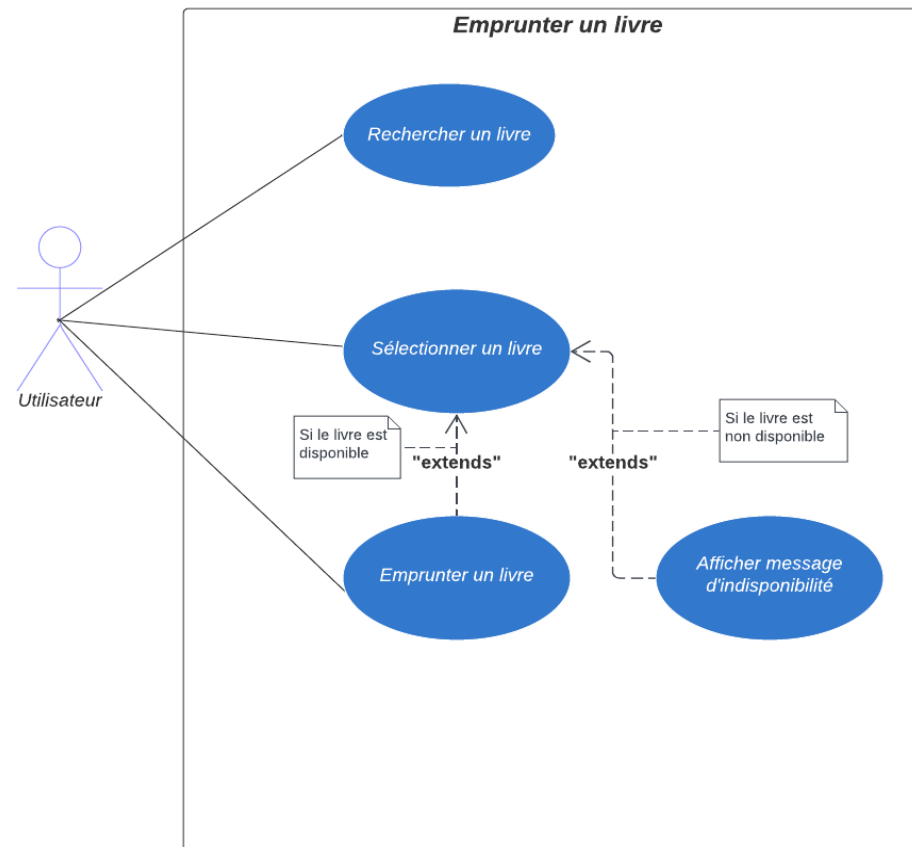 Emprunter un livre
Rechercher un livre
Sélectionner un livre
Utilisateur
Si le livre est
disponible
Si le livre est
non disponible
"extends"
"extends"
Emprunter un livre
Afficher message
d'indisponibilité